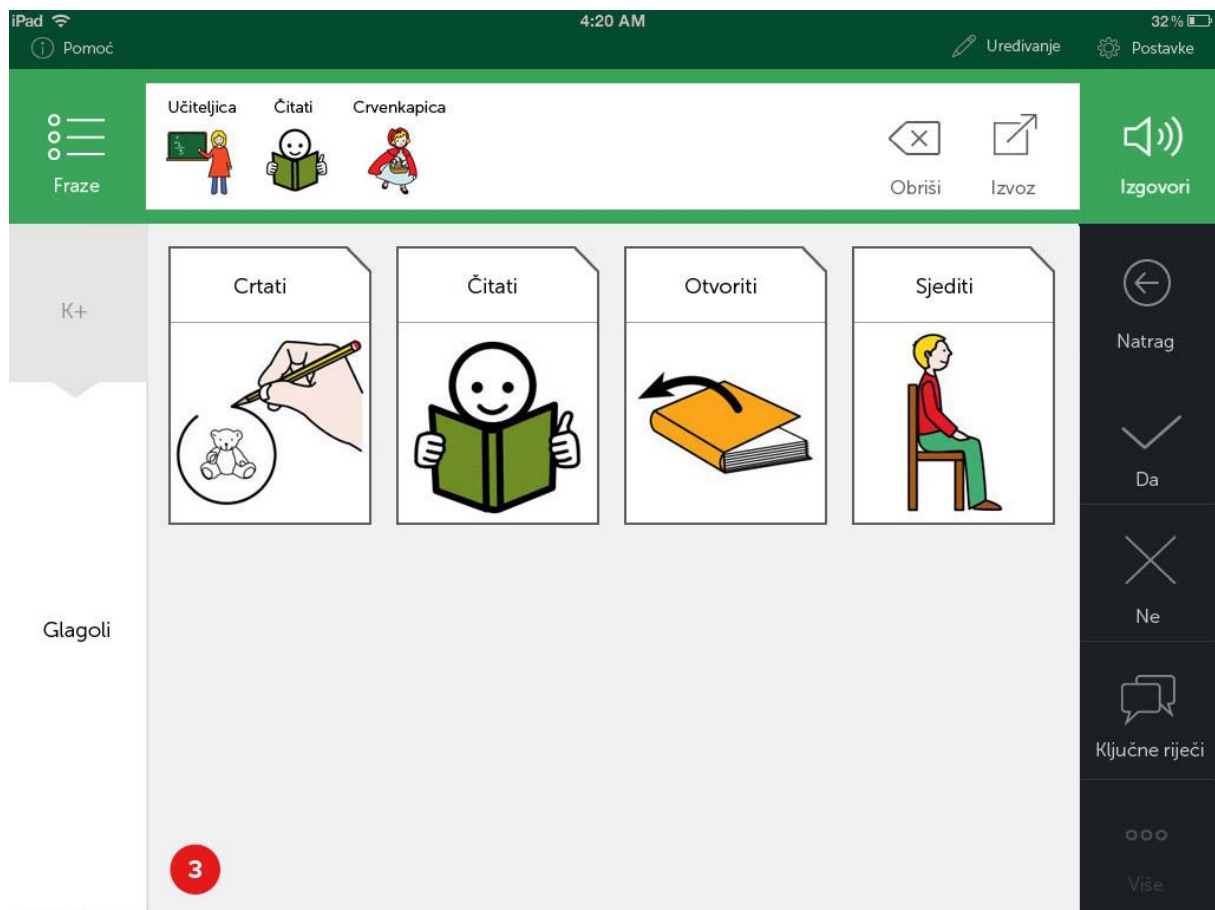 iPad 4:20 AM 32%
Pomoć Uređivanje Postavke
Učiteljica Čitati Crvenkapica
Fraze Obriši Izvoz Izgovori
K+
Crtati Čitati Otvoriti Sjediti
Natrag
Da
Ne
Glagoli
Ključne riječi
3
Više